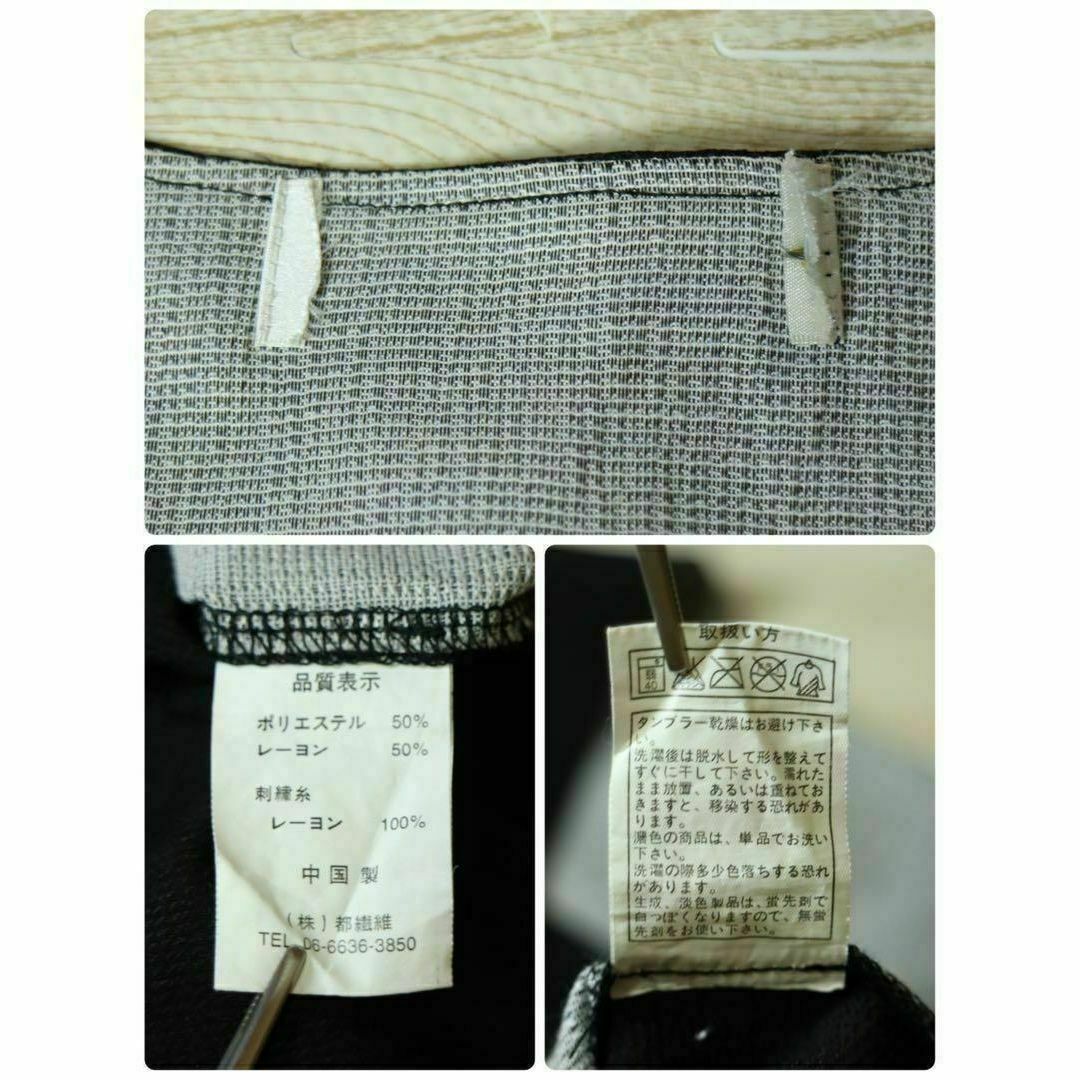 品質表示
ポリエステル 50%
レーヨン 50%
刺繍糸
レーヨン 100%
中国製
(株)都繊維
TEL 06-6636-3850
取扱い方
弱
40
タンブラー乾燥はお避け下さ
い。
洗濯後は脱水して形を整えて
すぐに干して下さい。濡れた
まま放置、あるいは重ねてお
きますと、移染する恐れがあ
ります。
濃色の商品は、単品でお洗い
下さい。
洗濯の際多少色落ちする恐れ
があります。
生成、淡色製品は、蛍先剤で
白っぽくなりますので、無蛍
先剤をお使い下さい。